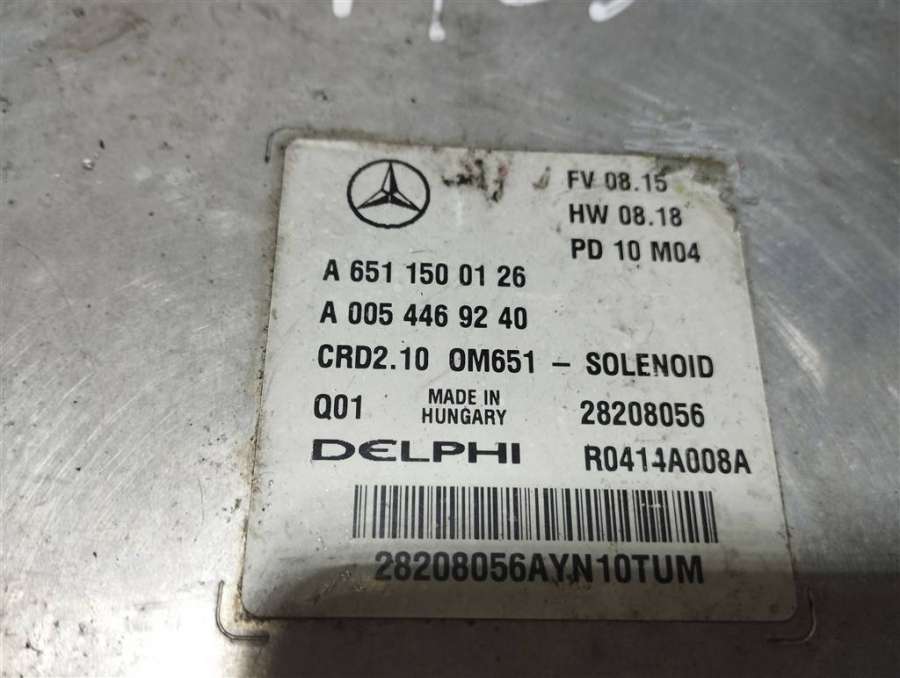 FV 08.15
HW 08.18
PD 10 M04
A 651 150 01 26
A 005 446 92 40
CRD2.10 OM651 - SOLENOID
Q01 MADE IN HUNGARY 28208056
DELPHI R0414A008A
28208056AYN10TUM